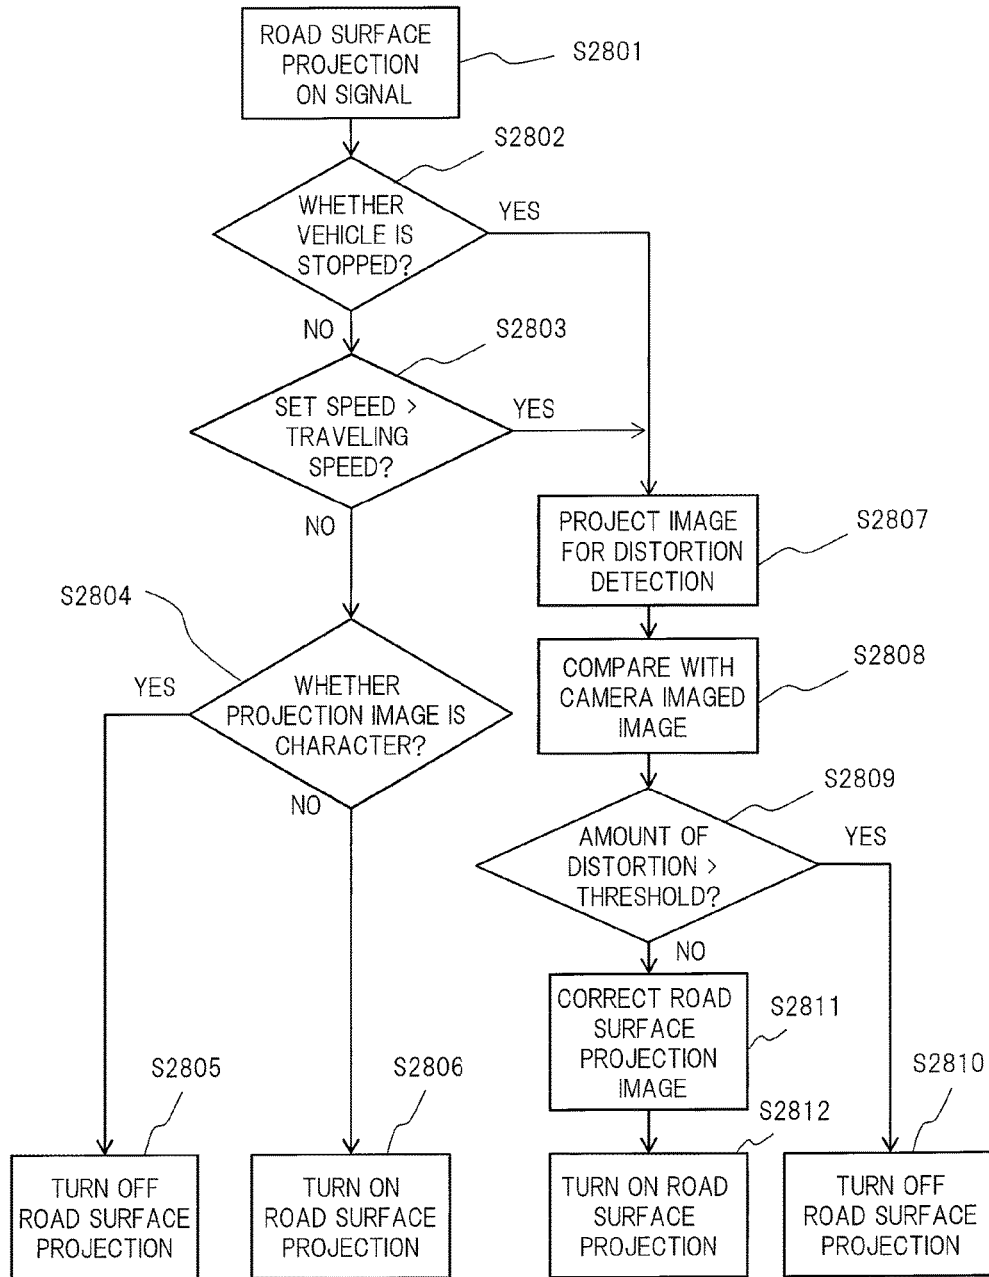 ROAD SURFACE
PROJECTION
ON SIGNAL
S2801
S2802
WHETHER
VEHICLE IS
STOPPED?
YES
NO
S2803
SET SPEED >
TRAVELING
SPEED?
YES
NO
PROJECT IMAGE
FOR DISTORTION
DETECTION
S2807
S2804
YES
WHETHER
PROJECTION IMAGE IS
CHARACTER?
NO
COMPARE WITH
CAMERA IMAGED
IMAGE
S2808
S2809
AMOUNT OF
DISTORTION >
THRESHOLD?
YES
NO
CORRECT ROAD
SURFACE
PROJECTION
IMAGE
S2811
S2805
TURN OFF
ROAD SURFACE
PROJECTION
S2806
TURN ON
ROAD SURFACE
PROJECTION
S2812
TURN ON ROAD
SURFACE
PROJECTION
S2810
TURN OFF
ROAD SURFACE
PROJECTION